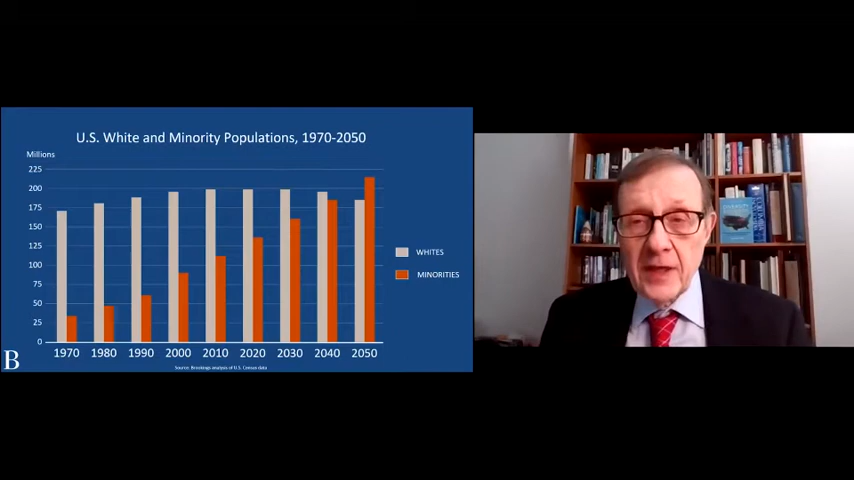 U.S. White and Minority Populations, 1970-2050
Millions
225
200
175
150
125
100
75
50
25
0
1970 1980 1990 2000 2010 2020 2030 2040 2050
WHITES
MINORITIES
Source: Brookings analysis of U.S. Census data
B
DIVERSITY